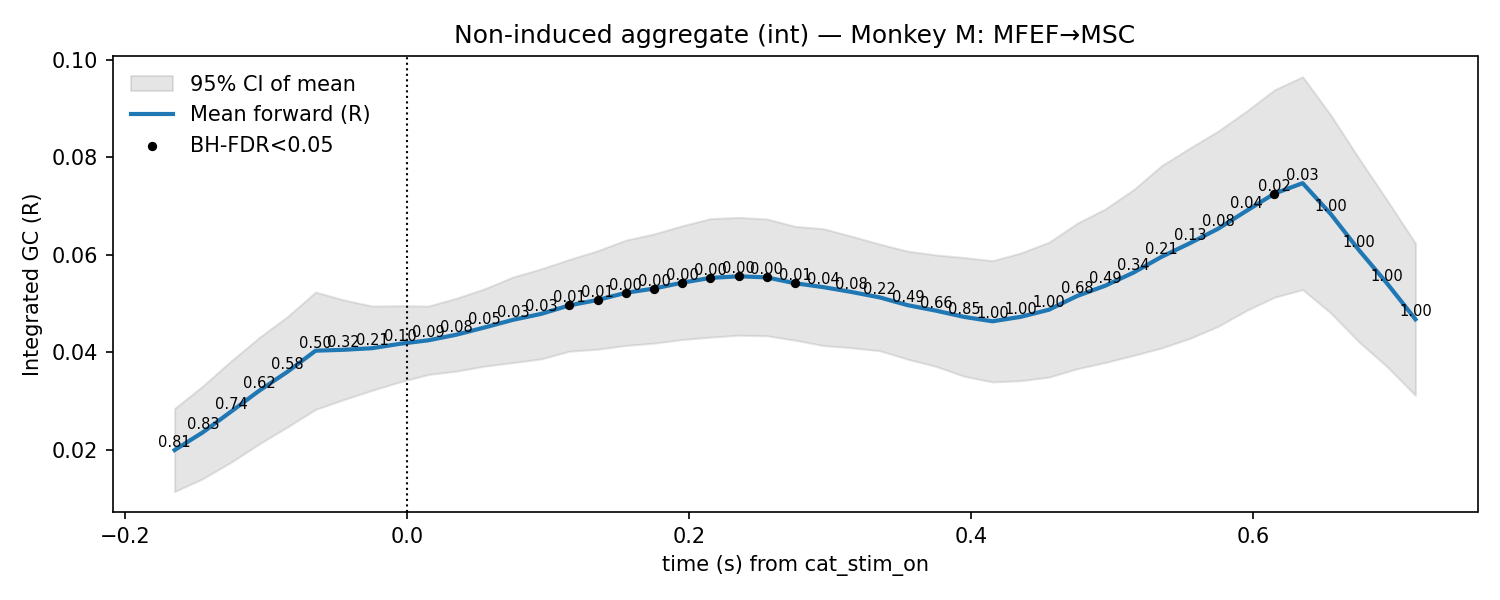 Non-induced aggregate (int) — Monkey M: MFEF→MSC
95% CI of mean
Mean forward (R)
BH-FDR<0.05
Integrated GC (R)
0.10
0.08
0.06
0.04
0.02
0.81 0.83 0.74 0.62 0.58 0.50 0.32 0.21 0.10 0.09 0.08 0.05 0.03 0.03 0.01 0.01 0.00 0.00 0.00 0.00 0.00 0.00 0.01 0.04 0.08 0.22 0.49 0.66 0.85 1.00 1.00 1.00 0.68 0.49 0.34 0.21 0.13 0.08 0.04 0.02 0.03 1.00 1.00 1.00 1.00
−0.2 0.0 0.2 0.4 0.6
time (s) from cat_stim_on